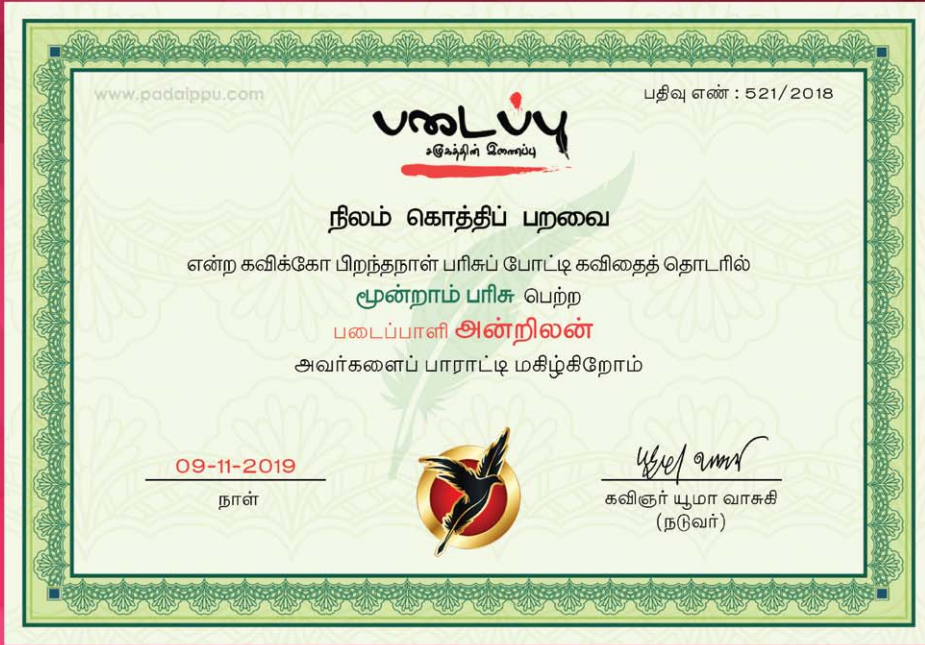 www.padaippu.com
பதிவு எண் : 521/2018
படைப்பு
சமூகத்தின் இணைப்பு
நிலம் கொத்திப் பறவை
என்ற கவிக்கோ பிறந்தநாள் பரிசுப் போட்டி கவிதைத் தொடரில்
மூன்றாம் பரிசு பெற்ற
படைப்பாளி அன்றிலன்
அவர்களைப் பாராட்டி மகிழ்கிறோம்
09-11-2019
நாள்
கவிஞர் யூமா வாசுகி
(நடுவர்)